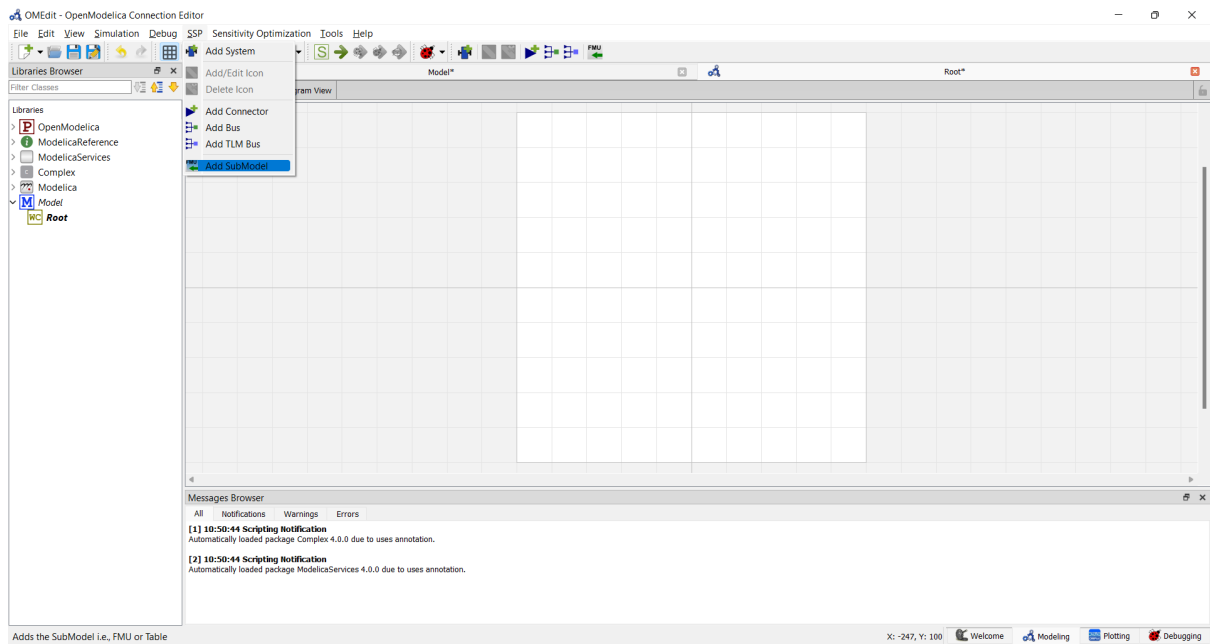 OMEdit - OpenModelica Connection Editor
File Edit View Simulation Debug SSP Sensitivity Optimization Tools Help
S FMU
Libraries Browser
Filter Classes
Libraries
P OpenModelica
i ModelicaReference
ModelicaServices
C Complex
Modelica
M Model
WC Root
Add System
Add/Edit Icon
Delete Icon
Add Connector
Add Bus
Add TLM Bus
FMU Add SubModel
Model* Root*
gram View
Messages Browser
All Notifications Warnings Errors
[1] 10:50:44 Scripting Notification
Automatically loaded package Complex 4.0.0 due to uses annotation.
[2] 10:50:44 Scripting Notification
Automatically loaded package ModelicaServices 4.0.0 due to uses annotation.
Adds the SubModel i.e., FMU or Table
X: -247, Y: 100 Welcome Modeling Plotting Debugging